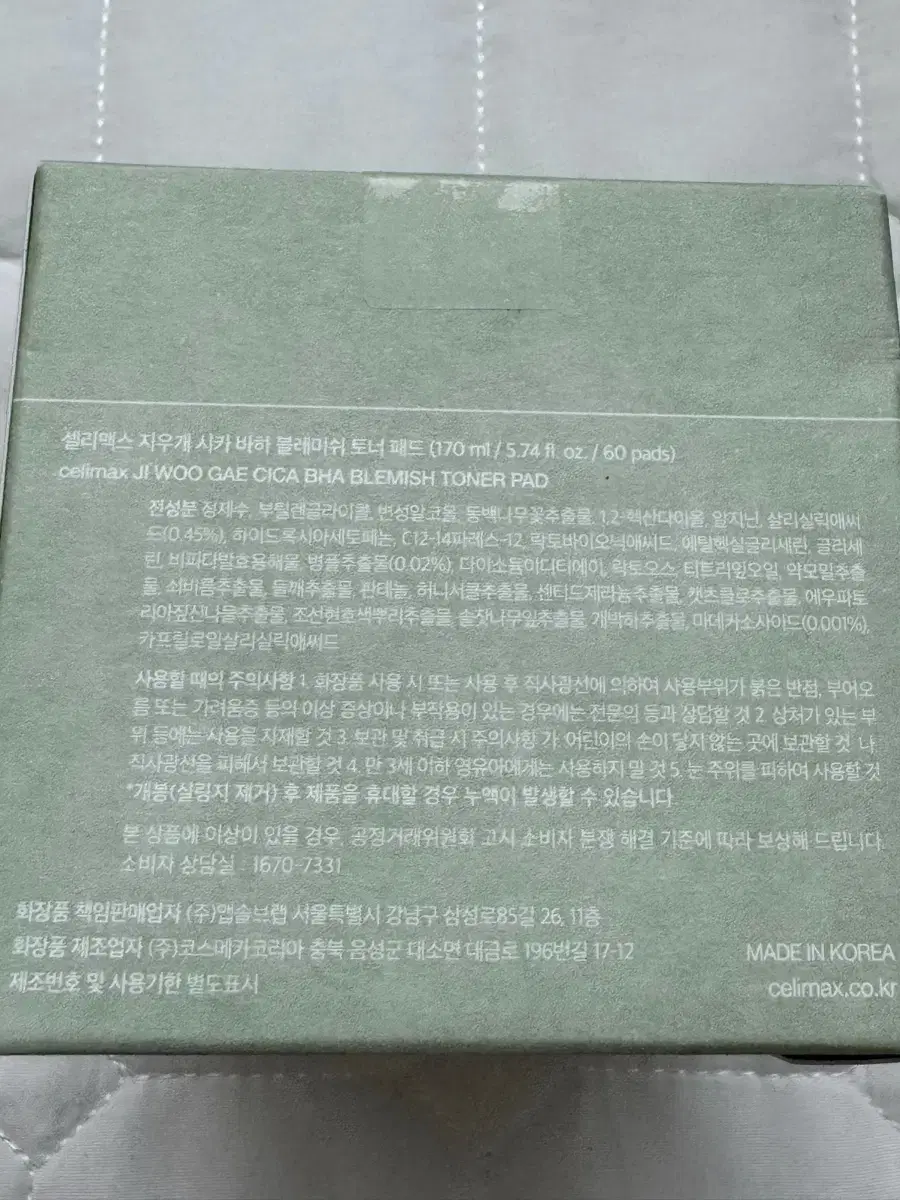 셀리맥스 지우개 시카 바하 블레미쉬 토너 패드 (170 ml / 5.74 fl. oz. / 60 pads)
celimax JI WOO GAE CICA BHA BLEMISH TONER PAD
전성분 정제수, 부틸렌글라이콜, 변성알코올, 동백나무꽃추출물, 1,2-헥산다이올, 알지닌, 살리실릭애씨
드(0.45%), 하이드록시아세토페논, C12-14파레스-12, 락토바이오닉애씨드, 에틸헥실글리세린, 글리세
린, 비피다발효용해물, 병풀추출물(0.02%), 다이소듐이디티에이, 락토오스, 티트리잎오일, 약모밀추출
물, 쇠비름추출물, 들깨추출물, 판테놀, 허니서클추출물, 센티드제라늄추출물, 캣츠클로추출물, 에우파토
리아짚신나물추출물, 조선현호색뿌리추출물, 솔잣나무잎추출물, 개박하추출물, 마데카소사이드(0.001%),
카프릴로일살리실릭애씨드
사용할 때의 주의사항 1. 화장품 사용 시 또는 사용 후 직사광선에 의하여 사용부위가 붉은 반점, 부어오
름 또는 가려움증 등의 이상 증상이나 부작용이 있는 경우에는 전문의 등과 상담할 것 2. 상처가 있는 부
위 등에는 사용을 자제할 것 3. 보관 및 취급 시 주의사항 가. 어린이의 손이 닿지 않는 곳에 보관할 것 나.
직사광선을 피해서 보관할 것 4. 만 3세 이하 영유아에게는 사용하지 말 것 5. 눈 주위를 피하여 사용할 것
*개봉(실링지 제거) 후 제품을 휴대할 경우 누액이 발생할 수 있습니다.
본 상품에 이상이 있을 경우, 공정거래위원회 고시 소비자 분쟁 해결 기준에 따라 보상해 드립니다.
소비자 상담실 : 1670-7331
화장품 책임판매업자 (주)앱솔브랩 서울특별시 강남구 삼성로85길 26, 11층
화장품 제조업자 (주)코스메카코리아 충북 음성군 대소면 대금로 196번길 17-12
제조번호 및 사용기한 별도표시
MADE IN KOREA
celimax.co.kr